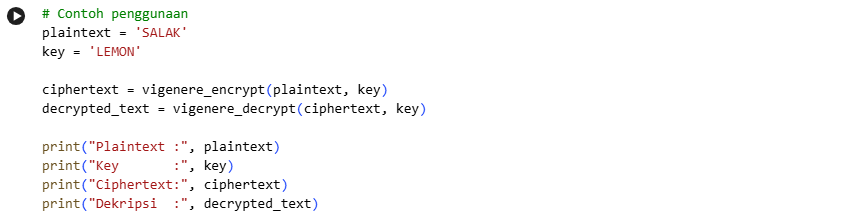 # Contoh penggunaan
plaintext = 'SALAK'
key = 'LEMON'
ciphertext = vigenere_encrypt(plaintext, key)
decrypted_text = vigenere_decrypt(ciphertext, key)
print("Plaintext :", plaintext)
print("Key       :", key)
print("Ciphertext:", ciphertext)
print("Dekripsi  :", decrypted_text)